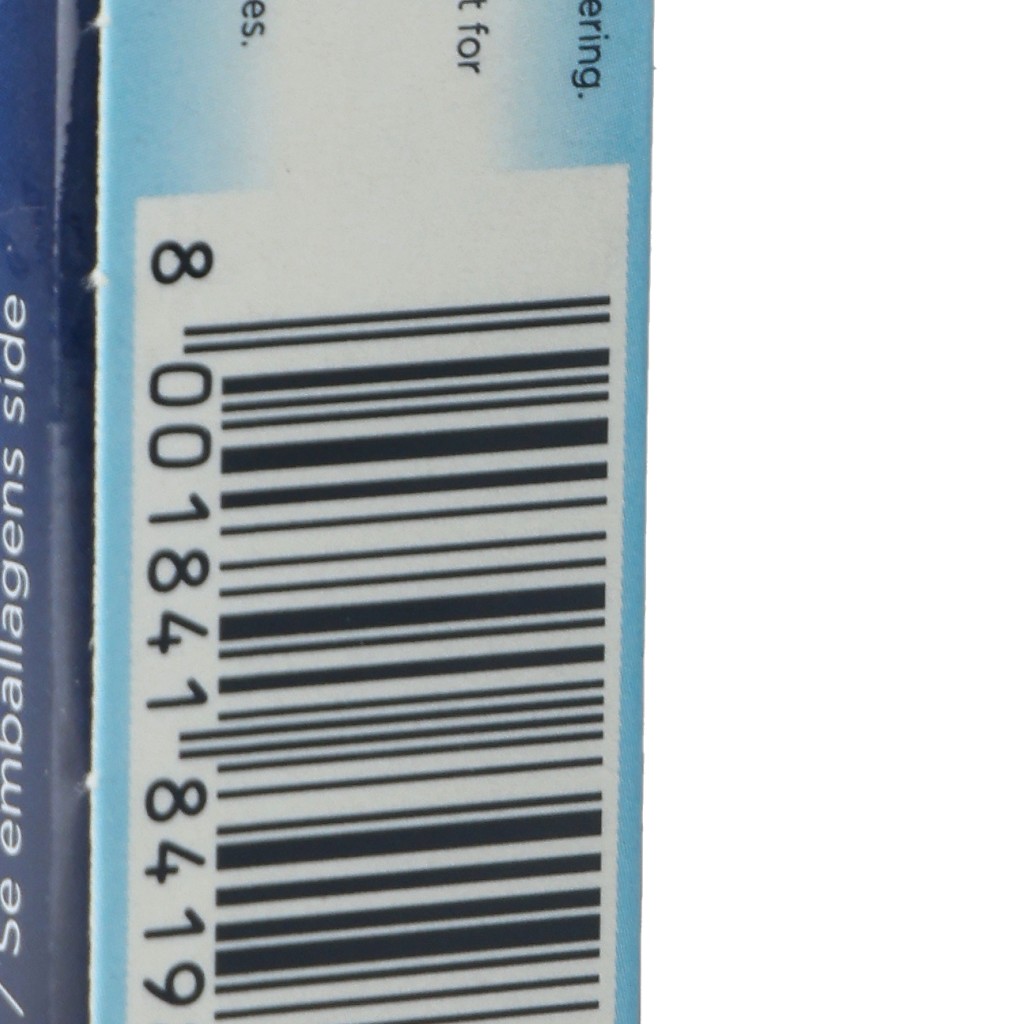 ering.
t for
es.
8 001841 8419
/ Se emballagens side